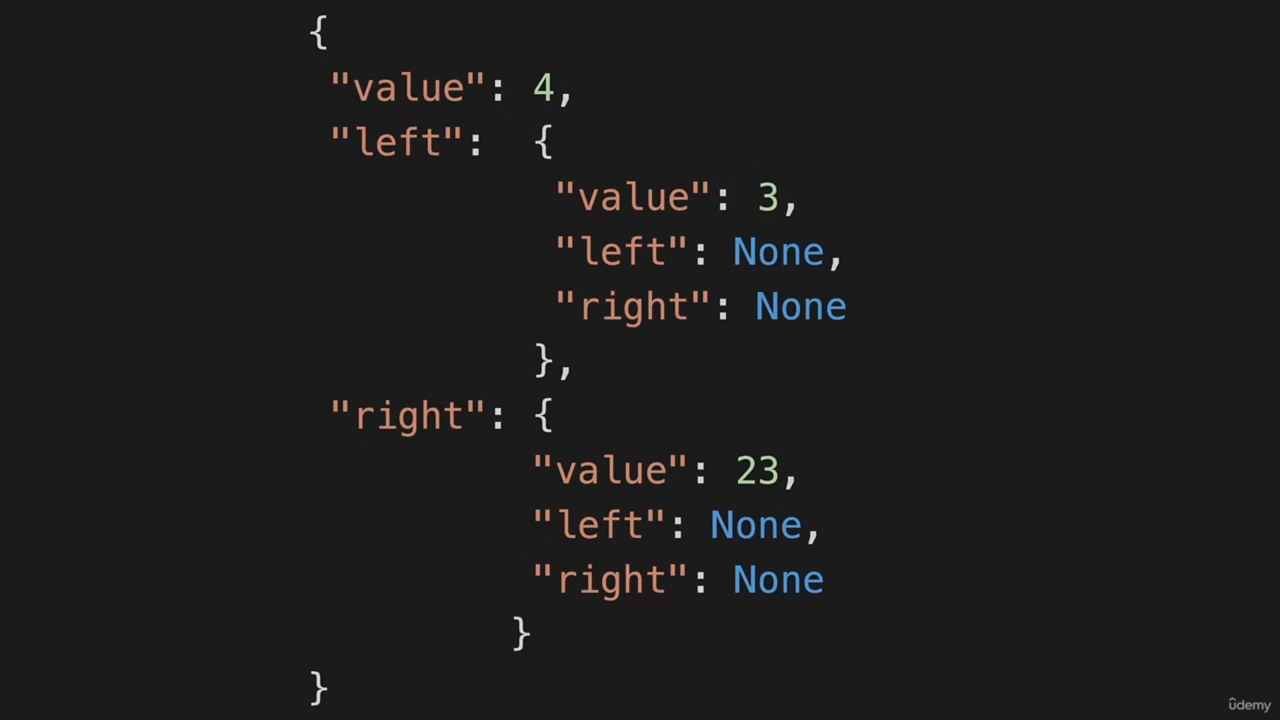 {
"value": 4,
"left": {
"value": 3,
"left": None,
"right": None
},
"right": {
"value": 23,
"left": None,
"right": None
}
}
ûdemy